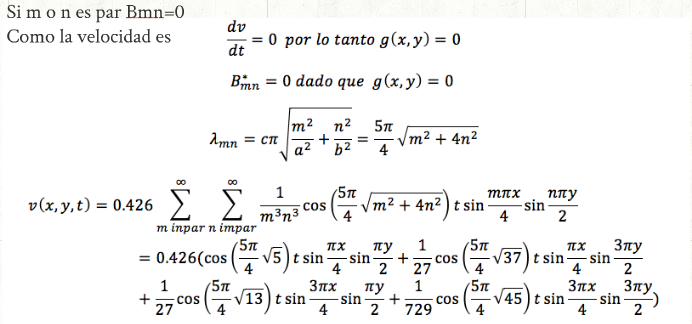 Si m o n es par Bmn=0
Como la velocidad es
dv/dt = 0 por lo tanto g(x,y) = 0
B*mn = 0 dado que g(x,y) = 0
λmn = cπ √(m²/a² + n²/b²) = 5π/4 √(m² + 4n²)
v(x,y,t) = 0.426 ∑ (m inpar, ∞) ∑ (n impar, ∞) 1/(m³n³) cos(5π/4 √(m² + 4n²)) t sin mπx/4 sin nπy/2
= 0.426(cos(5π/4 √5) t sin πx/4 sin πy/2 + 1/27 cos(5π/4 √37) t sin πx/4 sin 3πy/2
+ 1/27 cos(5π/4 √13) t sin 3πx/4 sin πy/2 + 1/729 cos(5π/4 √45) t sin 3πx/4 sin 3πy/2)